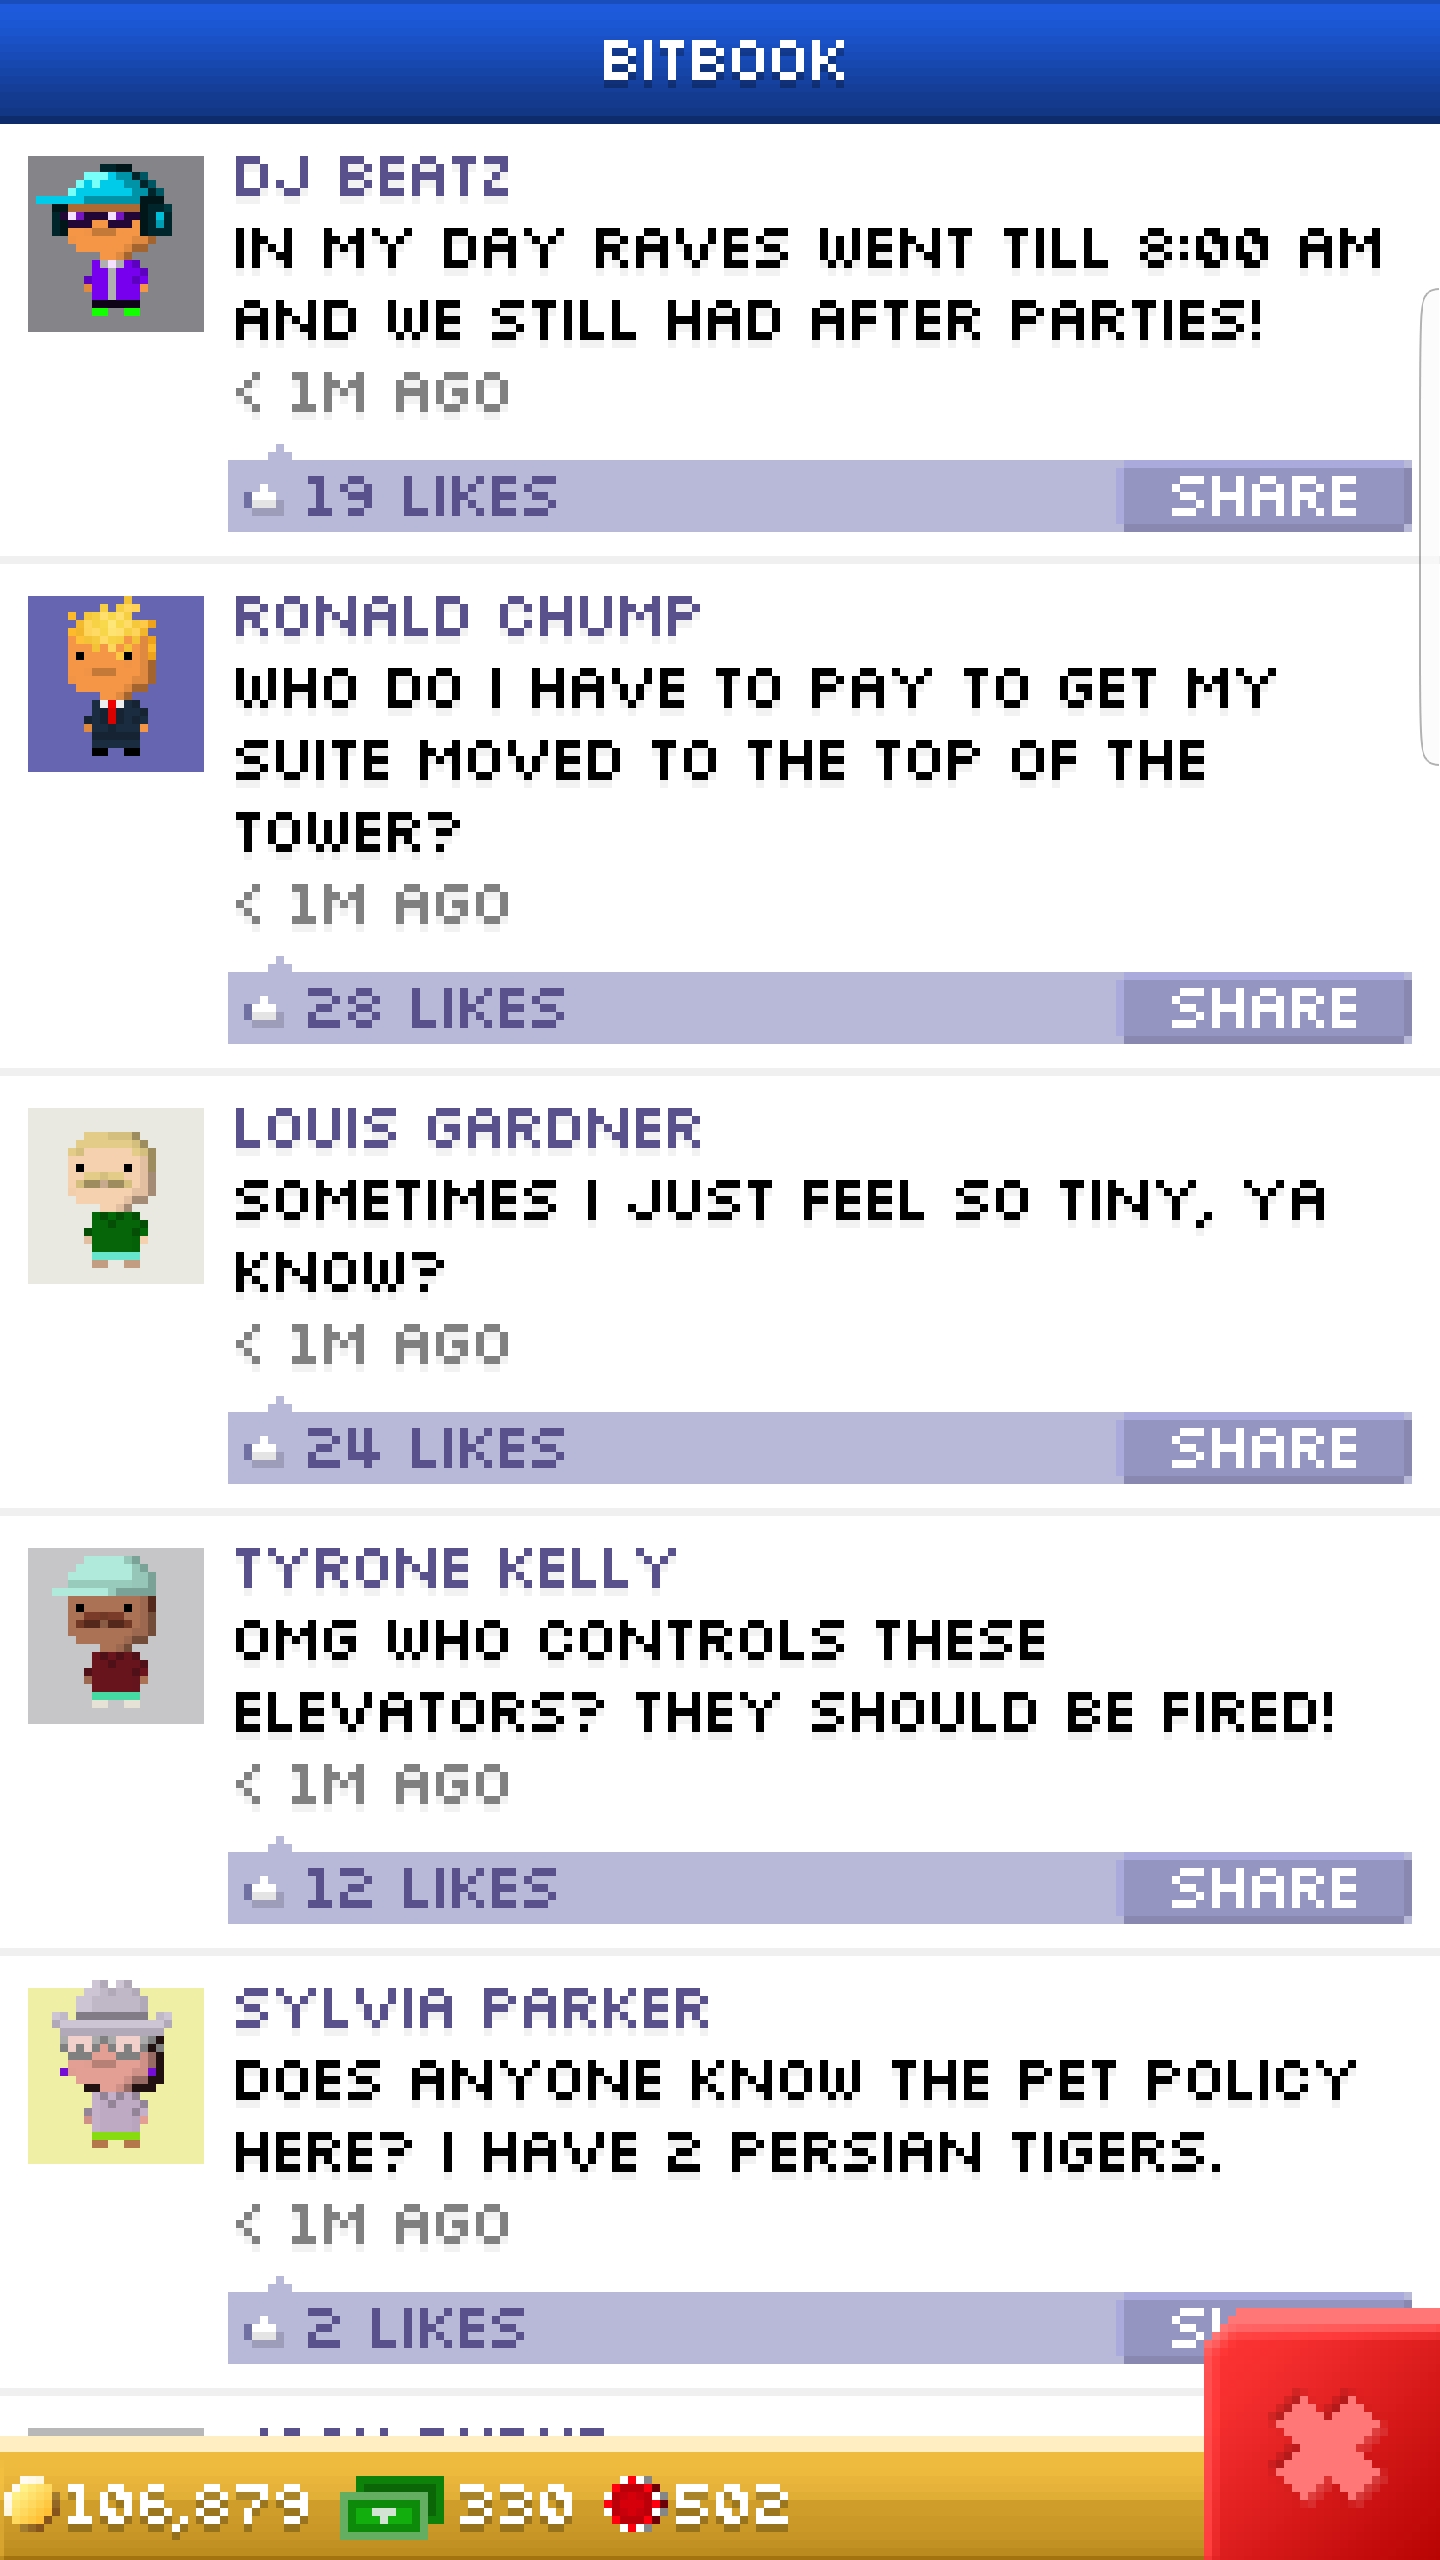 BITBOOK
DJ BEATZ
IN MY DAY RAVES WENT TILL 8:00 AM
AND WE STILL HAD AFTER PARTIES!
< 1M AGO
19 LIKES
SHARE
RONALD CHUMP
WHO DO I HAVE TO PAY TO GET MY
SUITE MOVED TO THE TOP OF THE
TOWER?
< 1M AGO
28 LIKES
SHARE
LOUIS GARDNER
SOMETIMES I JUST FEEL SO TINY, YA
KNOW?
< 1M AGO
24 LIKES
SHARE
TYRONE KELLY
OMG WHO CONTROLS THESE
ELEVATORS? THEY SHOULD BE FIRED!
< 1M AGO
12 LIKES
SHARE
SYLVIA PARKER
DOES ANYONE KNOW THE PET POLICY
HERE? I HAVE 2 PERSIAN TIGERS.
< 1M AGO
2 LIKES
106,879 330 502